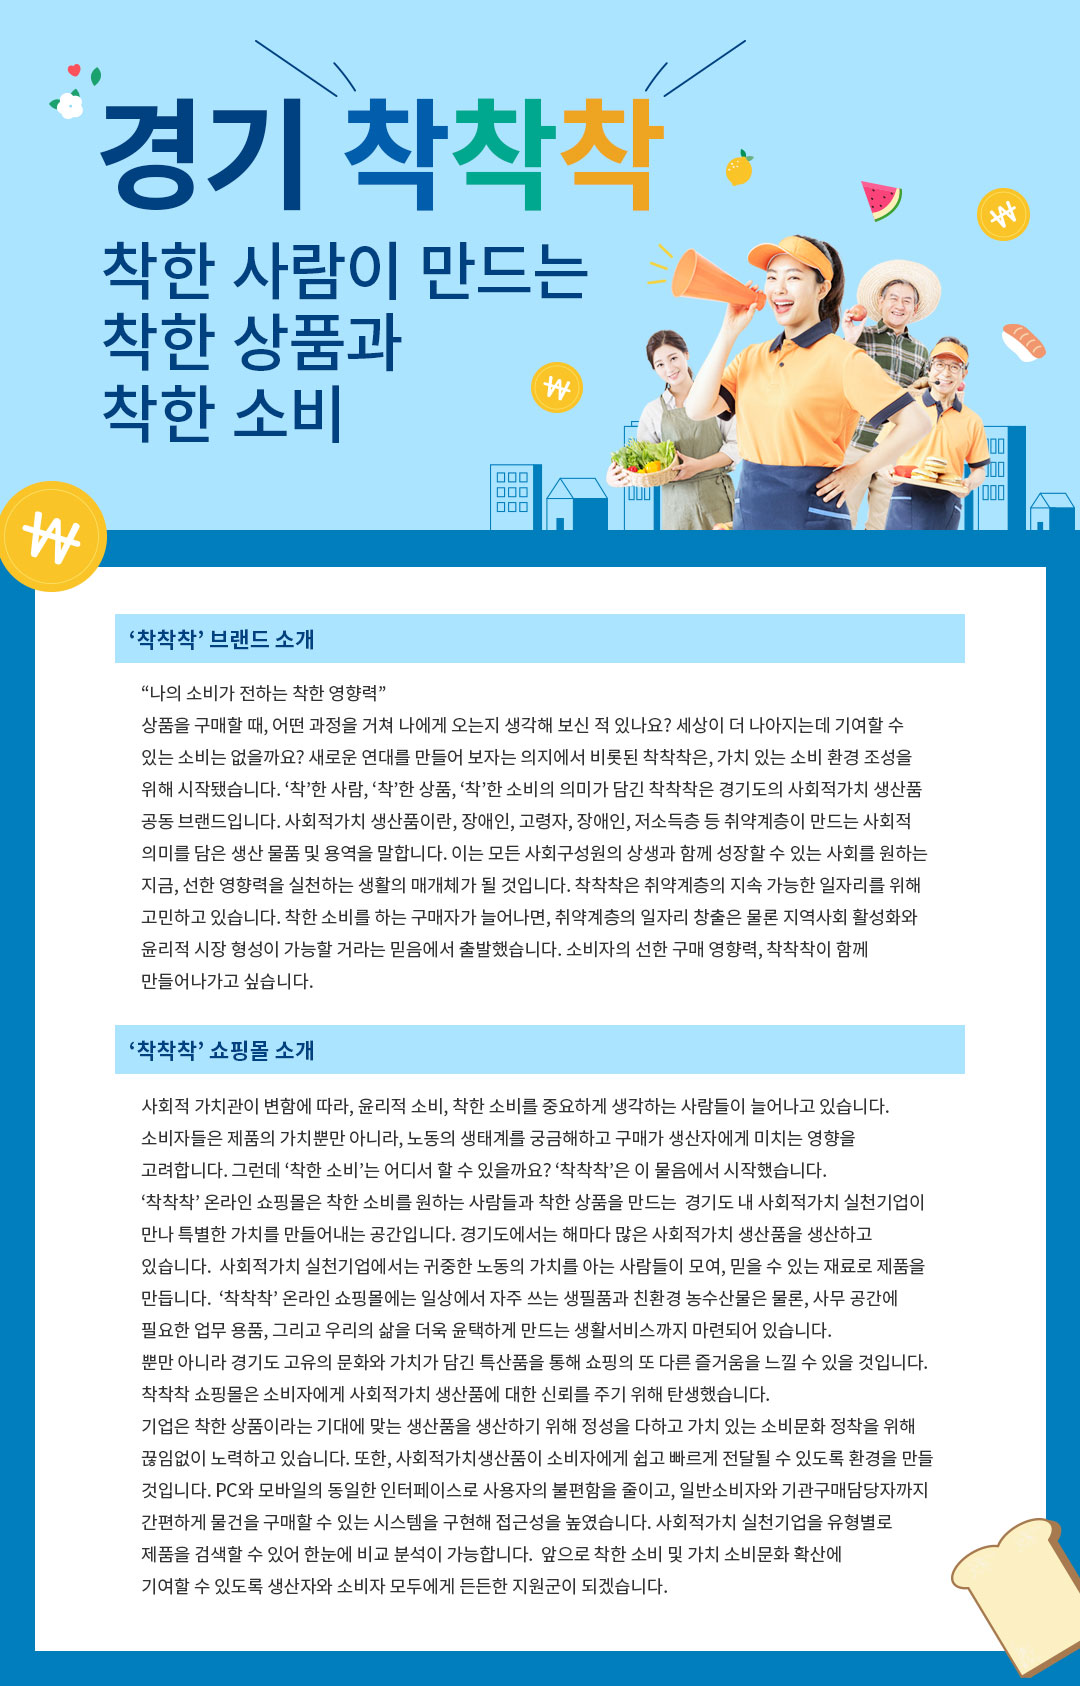 경기 착착착
착한 사람이 만드는
착한 상품과
착한 소비
₩
₩
₩
‘착착착’ 브랜드 소개
“나의 소비가 전하는 착한 영향력”
상품을 구매할 때, 어떤 과정을 거쳐 나에게 오는지 생각해 보신 적 있나요? 세상이 더 나아지는데 기여할 수
있는 소비는 없을까요? 새로운 연대를 만들어 보자는 의지에서 비롯된 착착착은, 가치 있는 소비 환경 조성을
위해 시작됐습니다. ‘착’한 사람, ‘착’한 상품, ‘착’한 소비의 의미가 담긴 착착착은 경기도의 사회적가치 생산품
공동 브랜드입니다. 사회적가치 생산품이란, 장애인, 고령자, 장애인, 저소득층 등 취약계층이 만드는 사회적
의미를 담은 생산 물품 및 용역을 말합니다. 이는 모든 사회구성원의 상생과 함께 성장할 수 있는 사회를 원하는
지금, 선한 영향력을 실천하는 생활의 매개체가 될 것입니다. 착착착은 취약계층의 지속 가능한 일자리를 위해
고민하고 있습니다. 착한 소비를 하는 구매자가 늘어나면, 취약계층의 일자리 창출은 물론 지역사회 활성화와
윤리적 시장 형성이 가능할 거라는 믿음에서 출발했습니다. 소비자의 선한 구매 영향력, 착착착이 함께
만들어나가고 싶습니다.
‘착착착’ 쇼핑몰 소개
사회적 가치관이 변함에 따라, 윤리적 소비, 착한 소비를 중요하게 생각하는 사람들이 늘어나고 있습니다.
소비자들은 제품의 가치뿐만 아니라, 노동의 생태계를 궁금해하고 구매가 생산자에게 미치는 영향을
고려합니다. 그런데 ‘착한 소비’는 어디서 할 수 있을까요? ‘착착착’은 이 물음에서 시작했습니다.
‘착착착’ 온라인 쇼핑몰은 착한 소비를 원하는 사람들과 착한 상품을 만드는  경기도 내 사회적가치 실천기업이
만나 특별한 가치를 만들어내는 공간입니다. 경기도에서는 해마다 많은 사회적가치 생산품을 생산하고
있습니다.  사회적가치 실천기업에서는 귀중한 노동의 가치를 아는 사람들이 모여, 믿을 수 있는 재료로 제품을
만듭니다.  ‘착착착’ 온라인 쇼핑몰에는 일상에서 자주 쓰는 생필품과 친환경 농수산물은 물론, 사무 공간에
필요한 업무 용품, 그리고 우리의 삶을 더욱 윤택하게 만드는 생활서비스까지 마련되어 있습니다.
뿐만 아니라 경기도 고유의 문화와 가치가 담긴 특산품을 통해 쇼핑의 또 다른 즐거움을 느낄 수 있을 것입니다.
착착착 쇼핑몰은 소비자에게 사회적가치 생산품에 대한 신뢰를 주기 위해 탄생했습니다.
기업은 착한 상품이라는 기대에 맞는 생산품을 생산하기 위해 정성을 다하고 가치 있는 소비문화 정착을 위해
끊임없이 노력하고 있습니다. 또한, 사회적가치생산품이 소비자에게 쉽고 빠르게 전달될 수 있도록 환경을 만들
것입니다. PC와 모바일의 동일한 인터페이스로 사용자의 불편함을 줄이고, 일반소비자와 기관구매담당자까지
간편하게 물건을 구매할 수 있는 시스템을 구현해 접근성을 높였습니다. 사회적가치 실천기업을 유형별로
제품을 검색할 수 있어 한눈에 비교 분석이 가능합니다.  앞으로 착한 소비 및 가치 소비문화 확산에
기여할 수 있도록 생산자와 소비자 모두에게 든든한 지원군이 되겠습니다.